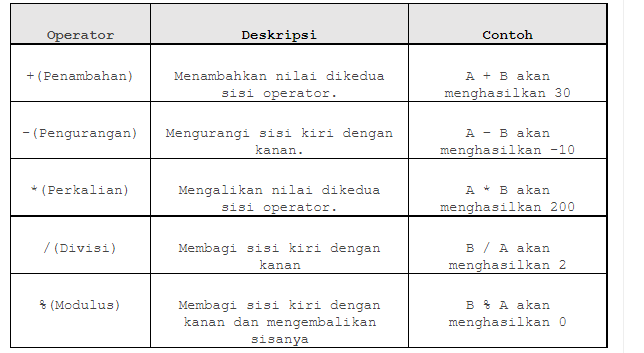 Operator Deskripsi Contoh
+(Penambahan) Menambahkan nilai dikedua A + B akan
sisi operator. menghasilkan 30
-(Pengurangan) Mengurangi sisi kiri dengan A - B akan
kanan. menghasilkan -10
*(Perkalian) Mengalikan nilai dikedua A * B akan
sisi operator. menghasilkan 200
/(Divisi) Membagi sisi kiri dengan B / A akan
kanan menghasilkan 2
%(Modulus) Membagi sisi kiri dengan B % A akan
kanan dan mengembalikan menghasilkan 0
sisanya